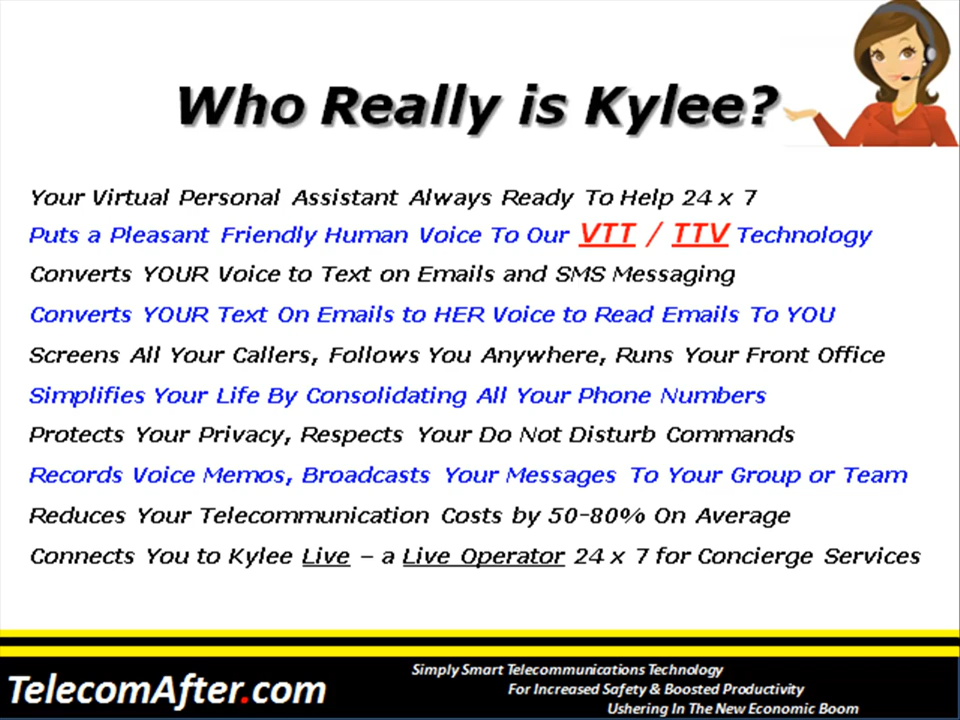 Who Really is Kylee?
Your Virtual Personal Assistant Always Ready To Help 24 x 7
Puts a Pleasant Friendly Human Voice To Our VTT / TTV Technology
Converts YOUR Voice to Text on Emails and SMS Messaging
Converts YOUR Text On Emails to HER Voice to Read Emails To YOU
Screens All Your Callers, Follows You Anywhere, Runs Your Front Office
Simplifies Your Life By Consolidating All Your Phone Numbers
Protects Your Privacy, Respects Your Do Not Disturb Commands
Records Voice Memos, Broadcasts Your Messages To Your Group or Team
Reduces Your Telecommunication Costs by 50-80% On Average
Connects You to Kylee Live – a Live Operator 24 x 7 for Concierge Services
TelecomAfter.com
Simply Smart Telecommunications Technology
For Increased Safety & Boosted Productivity
Ushering In The New Economic Boom